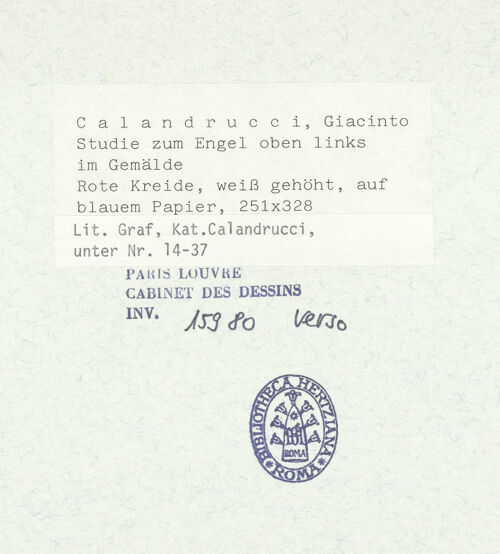 C a l a n d r u c c i, Giacinto
Studie zum Engel oben links
im Gemälde
Rote Kreide, weiß gehöht, auf
blauem Papier, 251x328
Lit. Graf, Kat.Calandrucci,
unter Nr. 14-37
PARIS LOUVRE
CABINET DES DESSINS
INV. 15980 verso
BIBLIOTHECA HERTZIANA
ROMA
* ROMA *